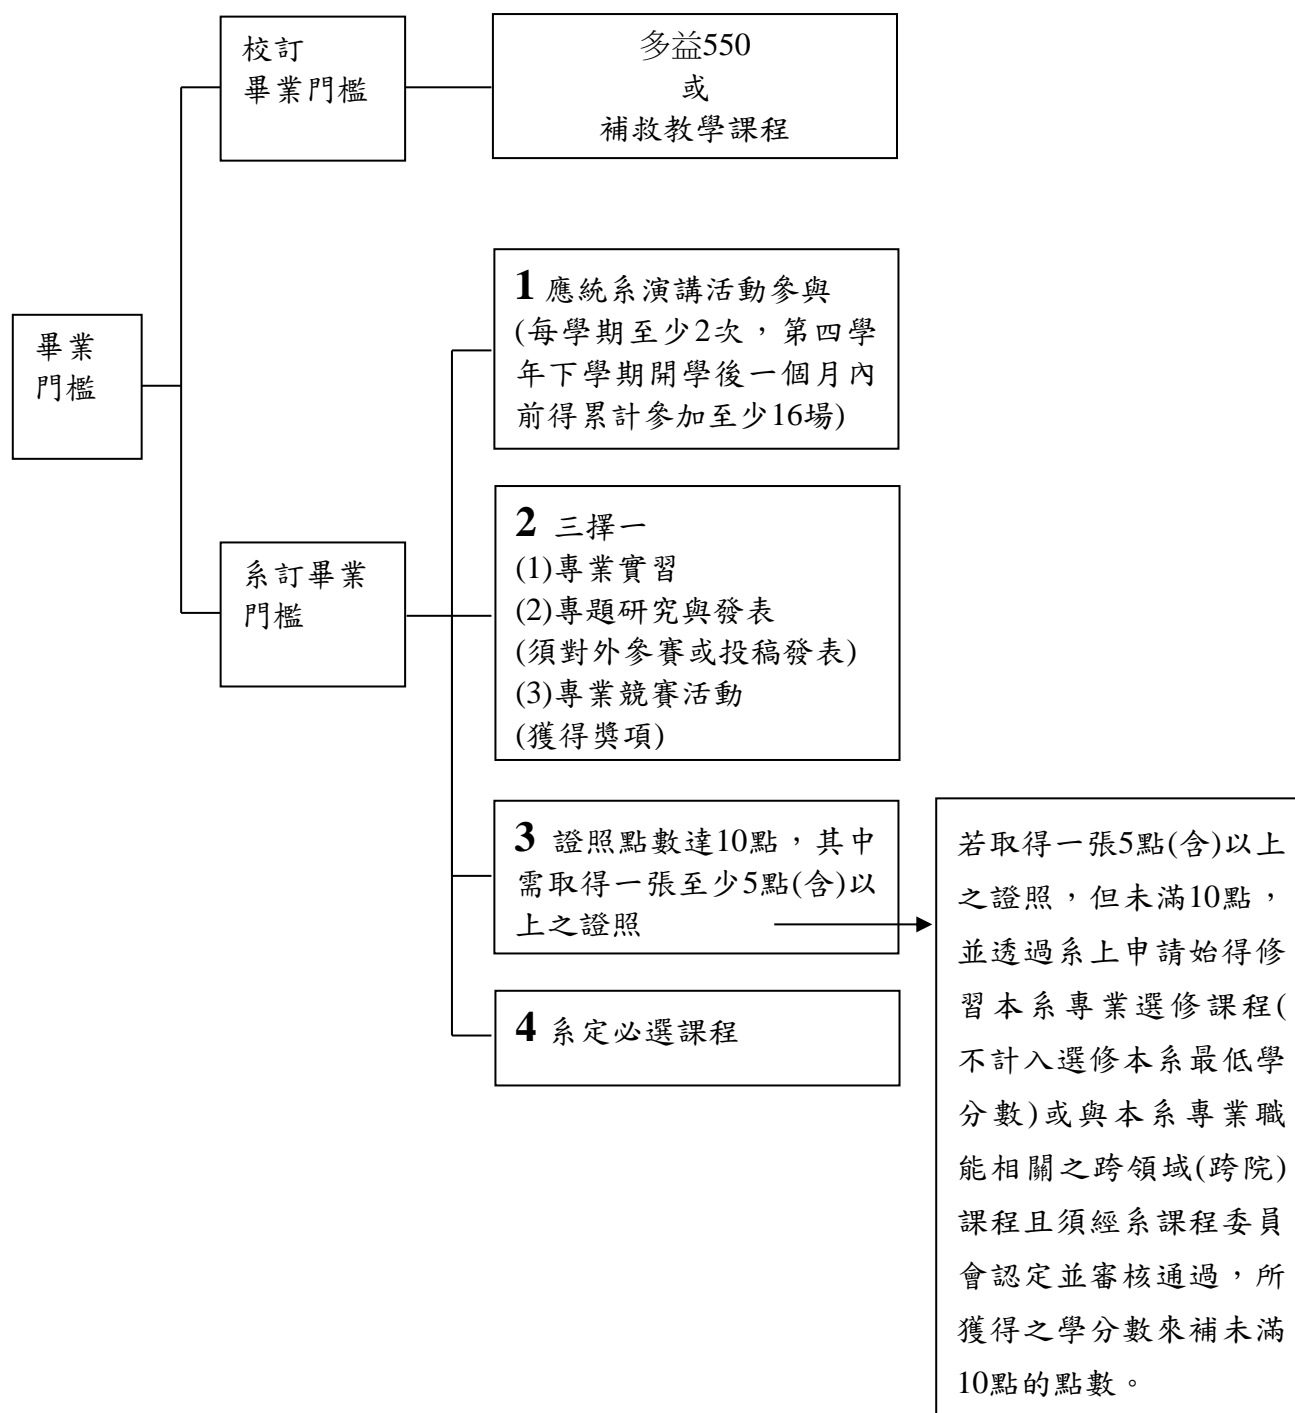 校訂
畢業門檻
多益550
或
補救教學課程
畢業
門檻
1 應統系演講活動參與
(每學期至少2次，第四學
年下學期開學後一個月內
前得累計參加至少16場)
系訂畢業
門檻
2 三擇一
(1)專業實習
(2)專題研究與發表
(須對外參賽或投稿發表)
(3)專業競賽活動
(獲得獎項)
3 證照點數達10點，其中
需取得一張至少5點(含)以
上之證照
若取得一張5點(含)以上
之證照，但未滿10點，
並透過系上申請始得修
習本系專業選修課程(
不計入選修本系最低學
分數)或與本系專業職
能相關之跨領域(跨院)
課程且須經系課程委員
會認定並審核通過，所
獲得之學分數來補未滿
10點的點數。
4 系定必選課程